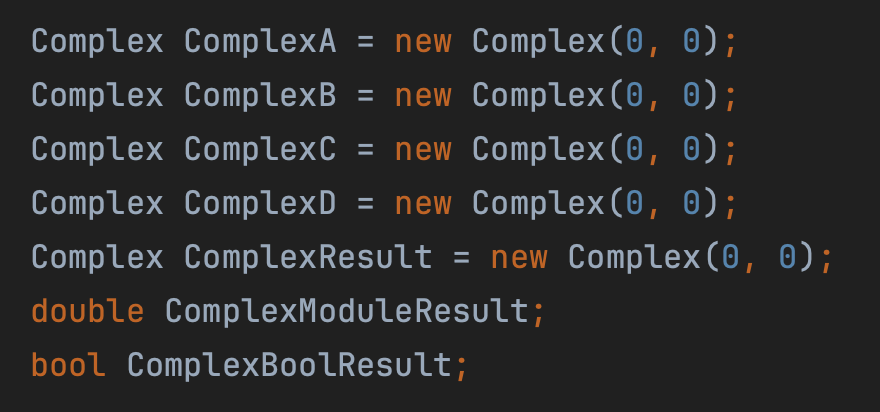 Complex ComplexA = new Complex(0, 0);
Complex ComplexB = new Complex(0, 0);
Complex ComplexC = new Complex(0, 0);
Complex ComplexD = new Complex(0, 0);
Complex ComplexResult = new Complex(0, 0);
double ComplexModuleResult;
bool ComplexBoolResult;